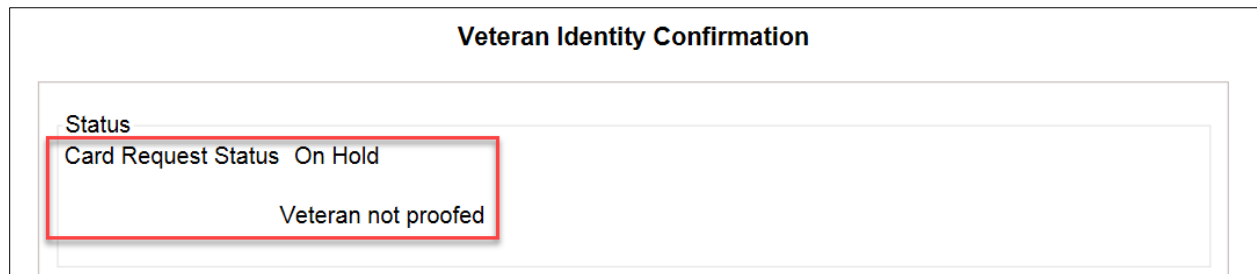 Veteran Identity Confirmation
Status
Card Request Status On Hold
Veteran not proofed